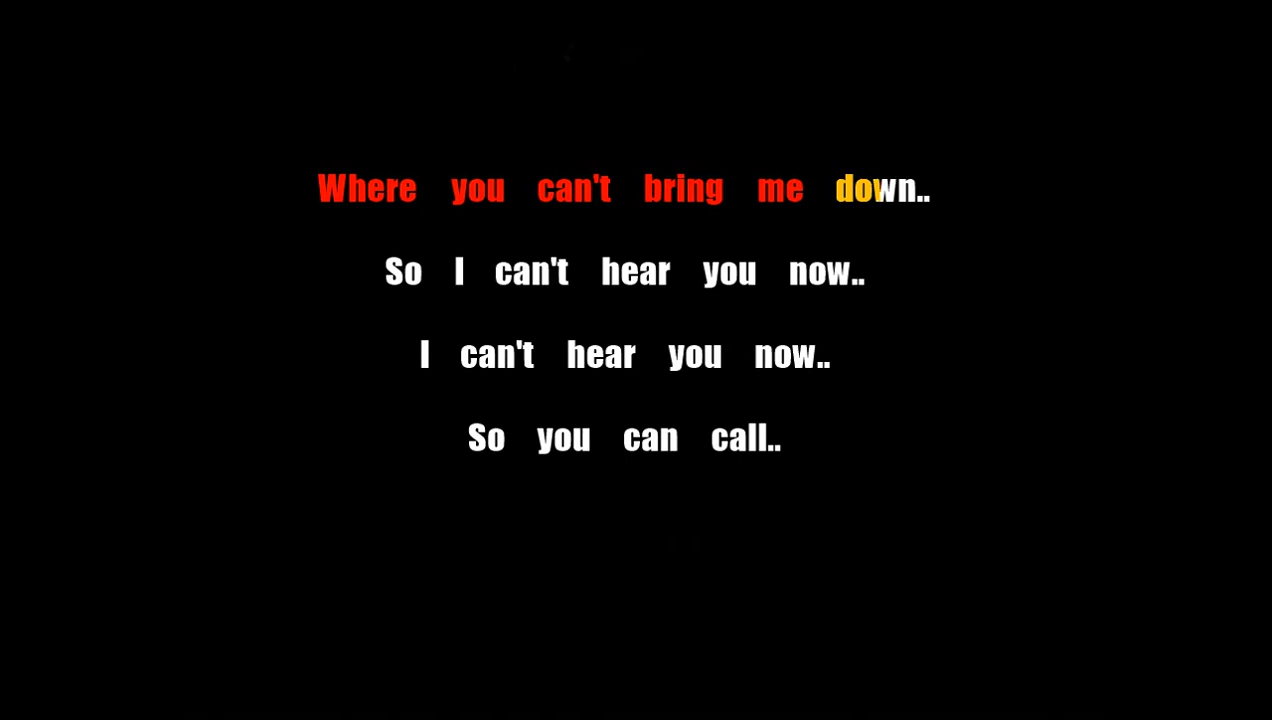 Where you can't bring me down..
So I can't hear you now..
I can't hear you now..
So you can call..